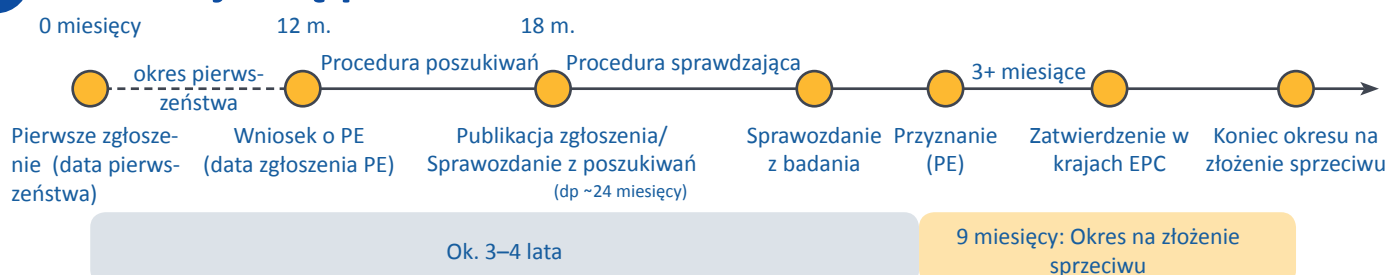 0 miesięcy
12 m.
18 m.
okres pierws-
zeństwa
Procedura poszukiwań
Procedura sprawdzająca
3+ miesiące
Pierwsze zgłosze-
nie (data pierws-
zeństwa)
Wniosek o PE
(data zgłoszenia PE)
Publikacja zgłoszenia/
Sprawozdanie z poszukiwań
(dp ~24 miesięcy)
Sprawozdanie
z badania
Przyznanie
(PE)
Zatwierdzenie w
krajach EPC
Koniec okresu na
złożenie sprzeciwu
Ok. 3–4 lata
9 miesięcy: Okres na złożenie
sprzeciwu